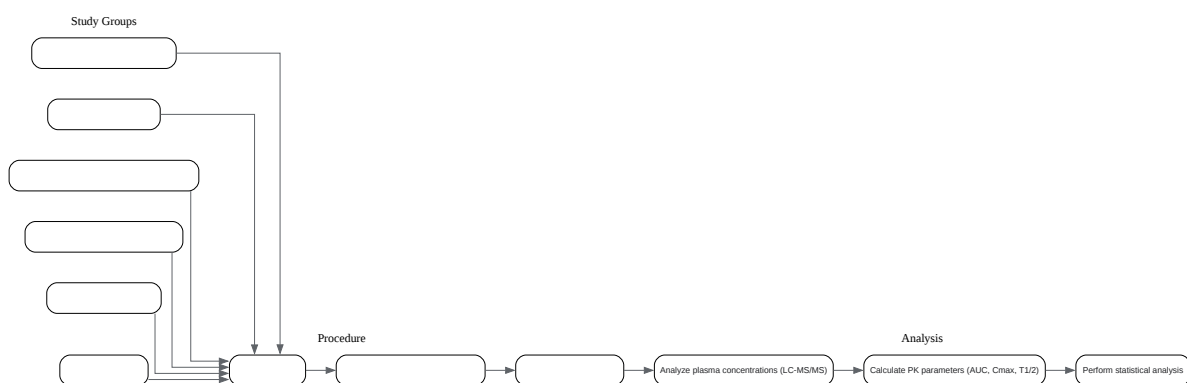 Study Groups
Procedure
Analysis
Analyze plasma concentrations (LC-MS/MS)
Calculate PK parameters (AUC, Cmax, T1/2)
Perform statistical analysis